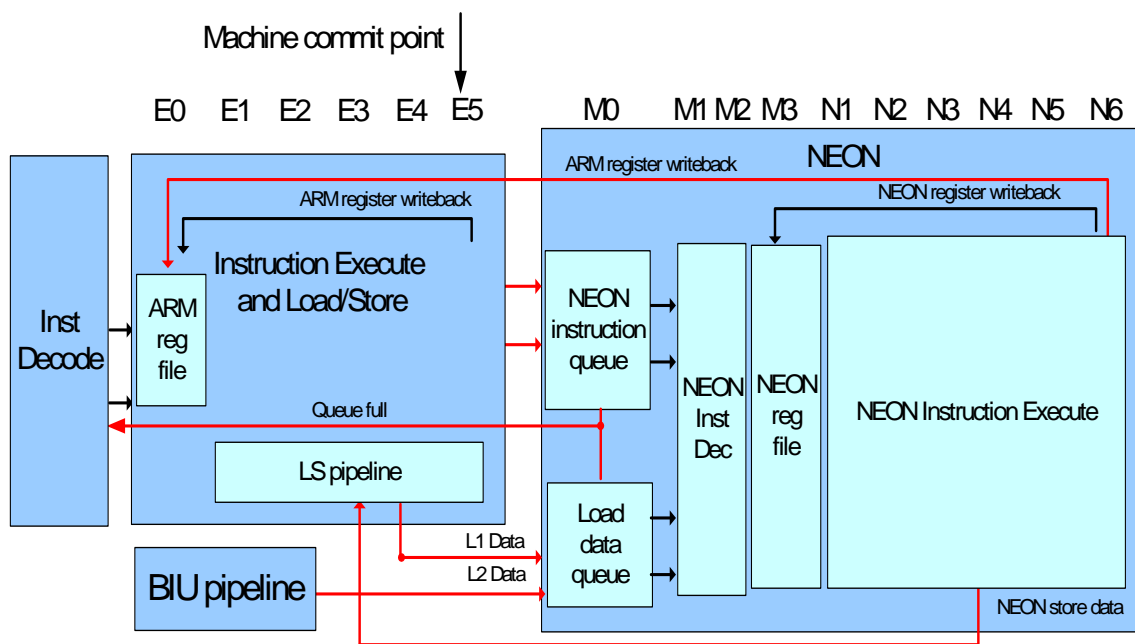 Machine commit point
E0 E1 E2 E3 E4 E5 M0 M1 M2 M3 N1 N2 N3 N4 N5 N6
NEON
ARM register writeback
ARM register writeback
NEON register writeback
Instruction Execute
and Load/Store
Inst
Decode
ARM
reg
file
NEON
instruction
queue
NEON
Inst
Dec
NEON
reg
file
NEON Instruction Execute
Queue full
LS pipeline
Load
data
queue
L1 Data
L2 Data
BIU pipeline
NEON store data